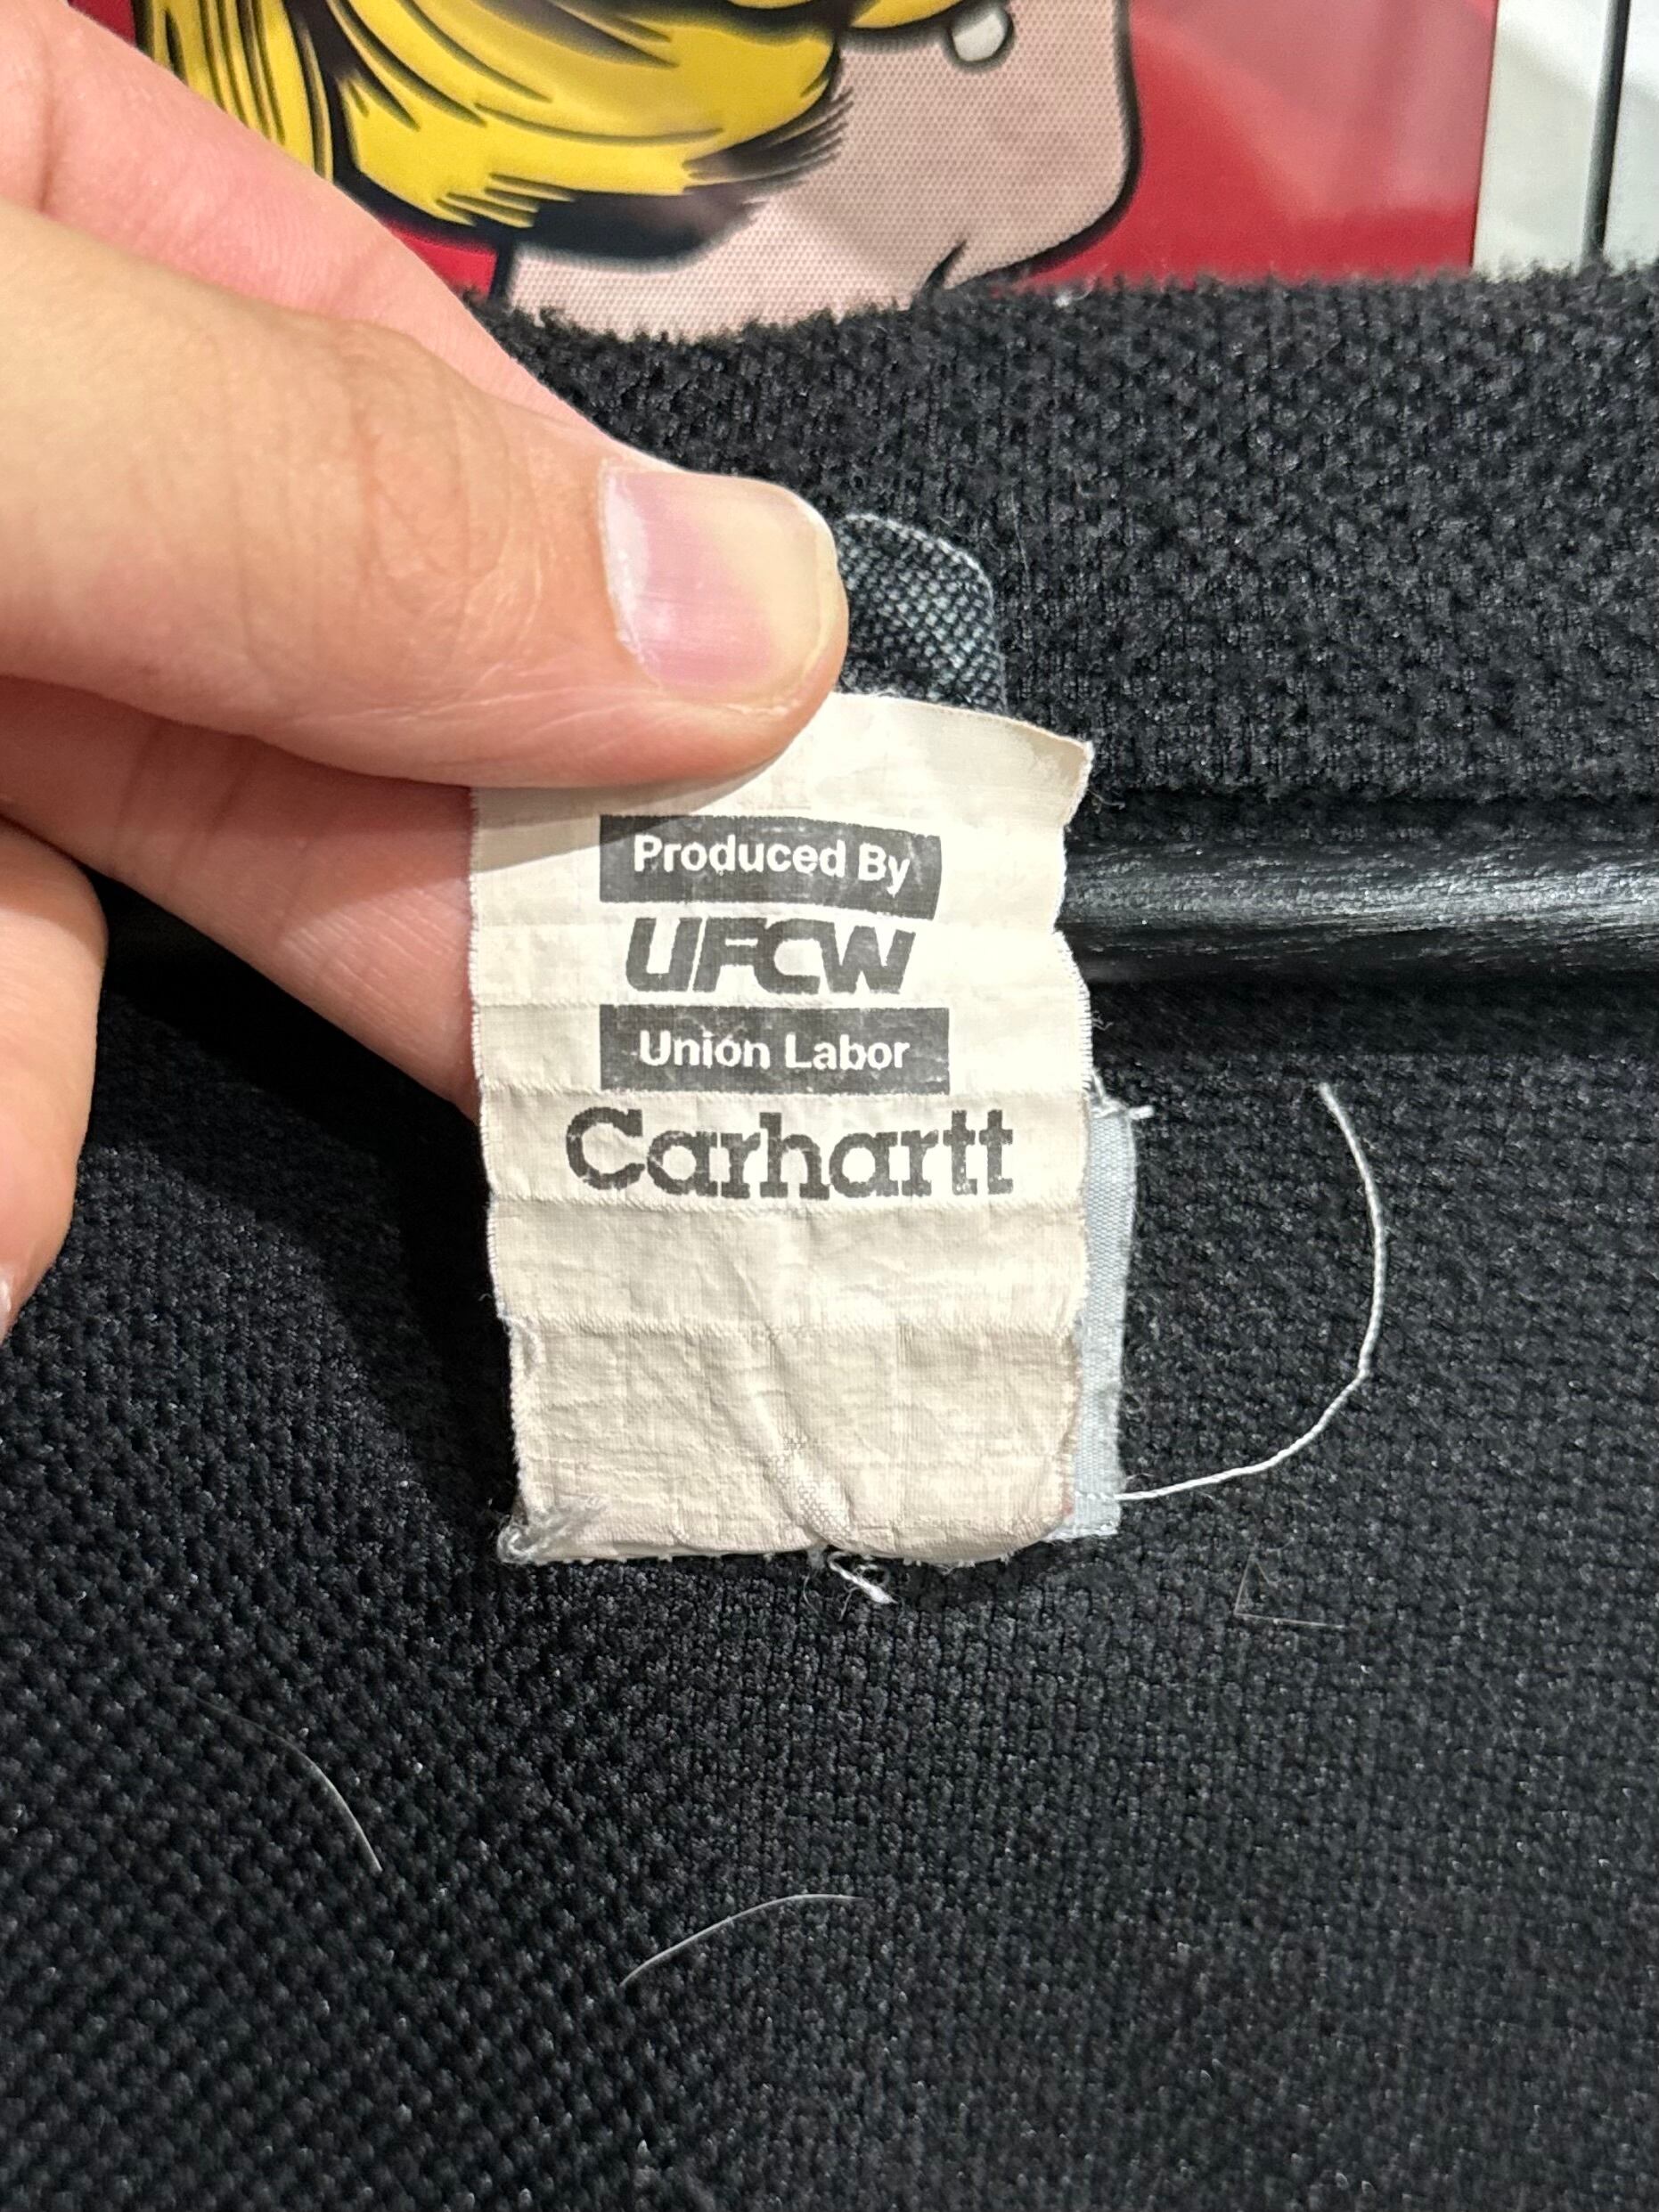 Produced By
UFCW
Union Labor
Carhartt